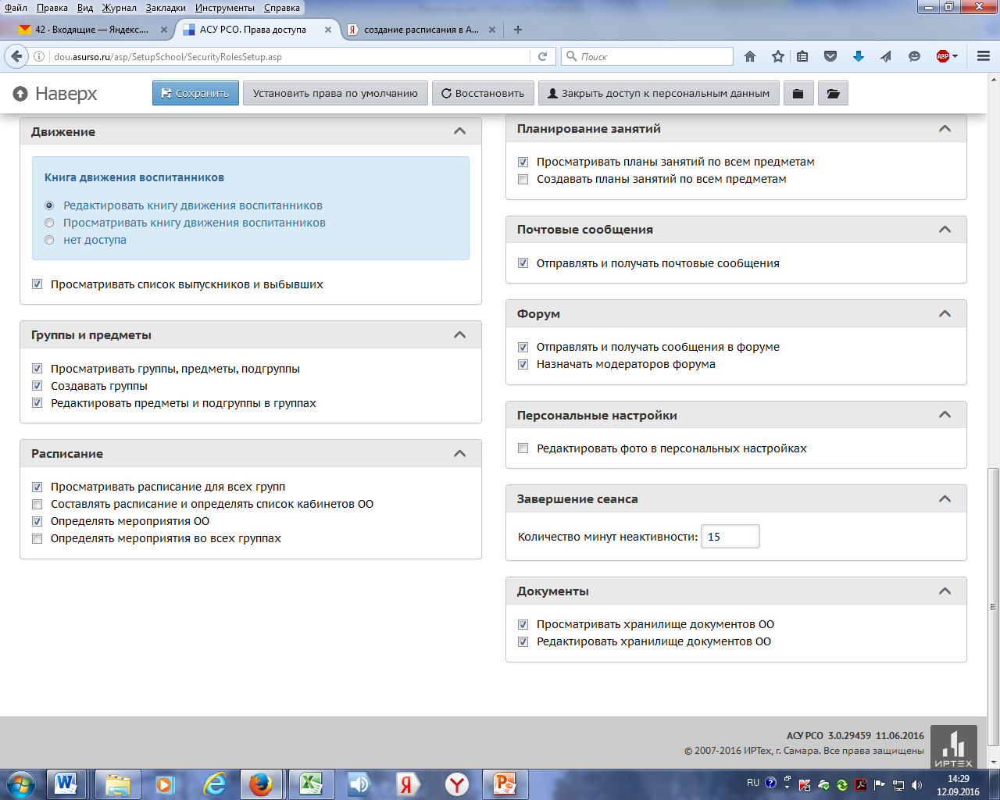 Файл Правка Вид Журнал Закладки Инструменты Справка
42 · Входящие — Яндекс....
АСУ РСО. Права доступа
создание расписания в А...
dou.asurso.ru/asp/SetupSchool/SecurityRolesSetup.asp
Поиск
ABP
Наверх
Сохранить
Установить права по умолчанию
Восстановить
Закрыть доступ к персональным данным
Движение
Книга движения воспитанников
Редактировать книгу движения воспитанников
Просматривать книгу движения воспитанников
нет доступа
Просматривать список выпускников и выбывших
Группы и предметы
Просматривать группы, предметы, подгруппы
Создавать группы
Редактировать предметы и подгруппы в группах
Расписание
Просматривать расписание для всех групп
Составлять расписание и определять список кабинетов ОО
Определять мероприятия ОО
Определять мероприятия во всех группах
Планирование занятий
Просматривать планы занятий по всем предметам
Создавать планы занятий по всем предметам
Почтовые сообщения
Отправлять и получать почтовые сообщения
Форум
Отправлять и получать сообщения в форуме
Назначать модераторов форума
Персональные настройки
Редактировать фото в персональных настройках
Завершение сеанса
Количество минут неактивности: 15
Документы
Просматривать хранилище документов ОО
Редактировать хранилище документов ОО
АСУ РСО 3.0.29459 11.06.2016
© 2007-2016 ИРТех, г. Самара. Все права защищены
ИРТЕХ
RU
14:29
12.09.2016